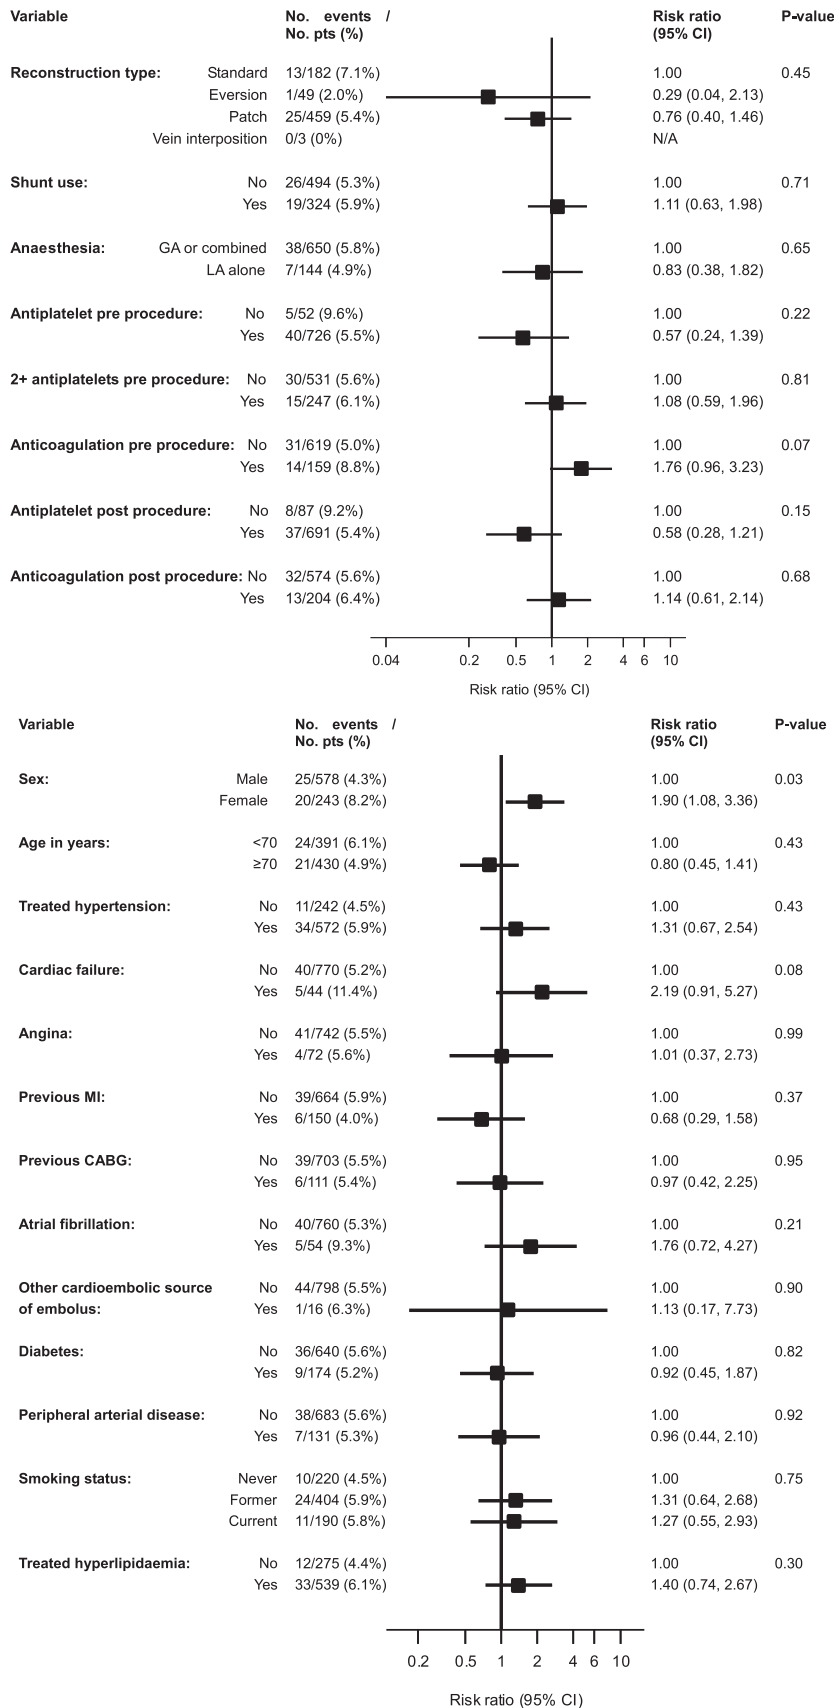 Variable No. events / Risk ratio P-value
No. pts (%) (95% CI)
Reconstruction type: Standard 13/182 (7.1%) 1.00 0.45
Eversion 1/49 (2.0%) 0.29 (0.04, 2.13)
Patch 25/459 (5.4%) 0.76 (0.40, 1.46)
Vein interposition 0/3 (0%) N/A
Shunt use: No 26/494 (5.3%) 1.00 0.71
Yes 19/324 (5.9%) 1.11 (0.63, 1.98)
Anaesthesia: GA or combined 38/650 (5.8%) 1.00 0.65
LA alone 7/144 (4.9%) 0.83 (0.38, 1.82)
Antiplatelet pre procedure: No 5/52 (9.6%) 1.00 0.22
Yes 40/726 (5.5%) 0.57 (0.24, 1.39)
2+ antiplatelets pre procedure: No 30/531 (5.6%) 1.00 0.81
Yes 15/247 (6.1%) 1.08 (0.59, 1.96)
Anticoagulation pre procedure: No 31/619 (5.0%) 1.00 0.07
Yes 14/159 (8.8%) 1.76 (0.96, 3.23)
Antiplatelet post procedure: No 8/87 (9.2%) 1.00 0.15
Yes 37/691 (5.4%) 0.58 (0.28, 1.21)
Anticoagulation post procedure: No 32/574 (5.6%) 1.00 0.68
Yes 13/204 (6.4%) 1.14 (0.61, 2.14)
0.04 0.2 0.5 1 2 4 6 10
Risk ratio (95% CI)
Variable No. events / Risk ratio P-value
No. pts (%) (95% CI)
Sex: Male 25/578 (4.3%) 1.00 0.03
Female 20/243 (8.2%) 1.90 (1.08, 3.36)
Age in years: <70 24/391 (6.1%) 1.00 0.43
≥70 21/430 (4.9%) 0.80 (0.45, 1.41)
Treated hypertension: No 11/242 (4.5%) 1.00 0.43
Yes 34/572 (5.9%) 1.31 (0.67, 2.54)
Cardiac failure: No 40/770 (5.2%) 1.00 0.08
Yes 5/44 (11.4%) 2.19 (0.91, 5.27)
Angina: No 41/742 (5.5%) 1.00 0.99
Yes 4/72 (5.6%) 1.01 (0.37, 2.73)
Previous MI: No 39/664 (5.9%) 1.00 0.37
Yes 6/150 (4.0%) 0.68 (0.29, 1.58)
Previous CABG: No 39/703 (5.5%) 1.00 0.95
Yes 6/111 (5.4%) 0.97 (0.42, 2.25)
Atrial fibrillation: No 40/760 (5.3%) 1.00 0.21
Yes 5/54 (9.3%) 1.76 (0.72, 4.27)
Other cardioembolic source No 44/798 (5.5%) 1.00 0.90
of embolus: Yes 1/16 (6.3%) 1.13 (0.17, 7.73)
Diabetes: No 36/640 (5.6%) 1.00 0.82
Yes 9/174 (5.2%) 0.92 (0.45, 1.87)
Peripheral arterial disease: No 38/683 (5.6%) 1.00 0.92
Yes 7/131 (5.3%) 0.96 (0.44, 2.10)
Smoking status: Never 10/220 (4.5%) 1.00 0.75
Former 24/404 (5.9%) 1.31 (0.64, 2.68)
Current 11/190 (5.8%) 1.27 (0.55, 2.93)
Treated hyperlipidaemia: No 12/275 (4.4%) 1.00 0.30
Yes 33/539 (6.1%) 1.40 (0.74, 2.67)
0.2 0.5 1 2 4 6 10
Risk ratio (95% CI)